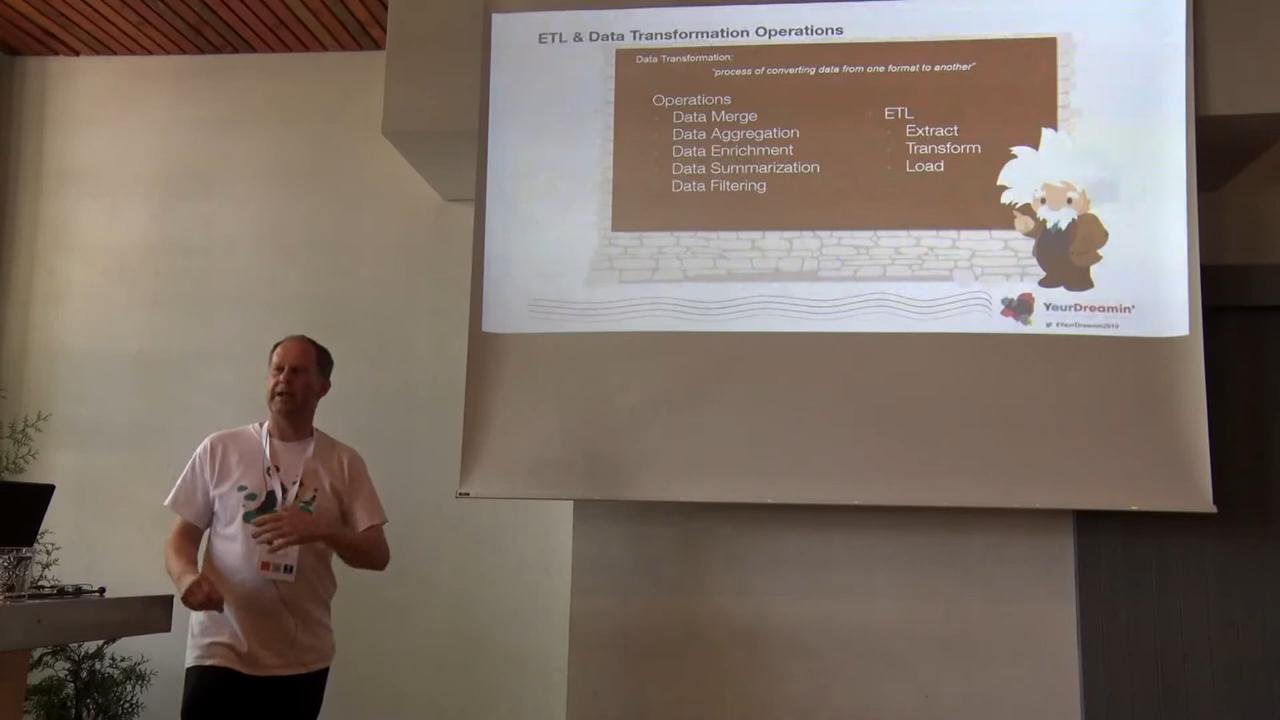 ETL & Data Transformation Operations
Data Transformation:
"process of converting data from one format to another"
Operations
Data Merge
Data Aggregation
Data Enrichment
Data Summarization
Data Filtering
ETL
Extract
Transform
Load
YeurDreamin'
#YeurDreamin2019